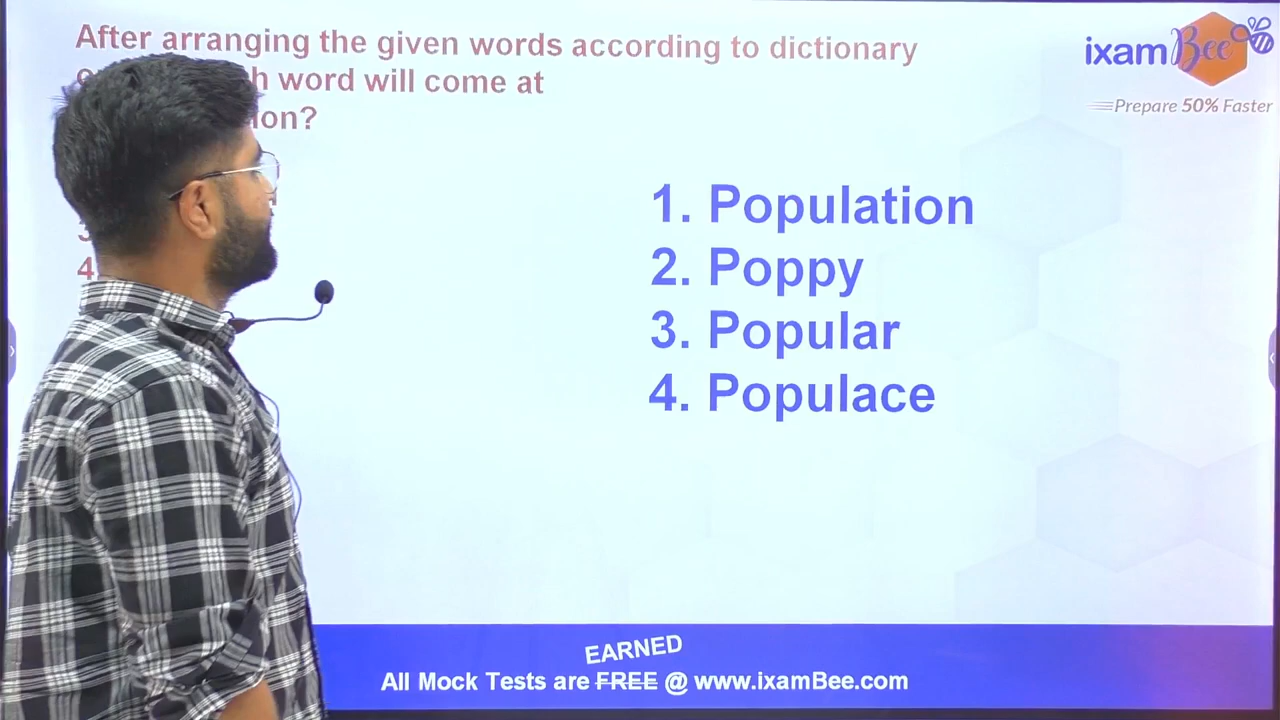 After arranging the given words according to dictionary
word will come at
ixamBee
Prepare 50% Faster
1. Population
2. Poppy
3. Popular
4. Populace
4
EARNED
All Mock Tests are FREE @ www.ixamBee.com